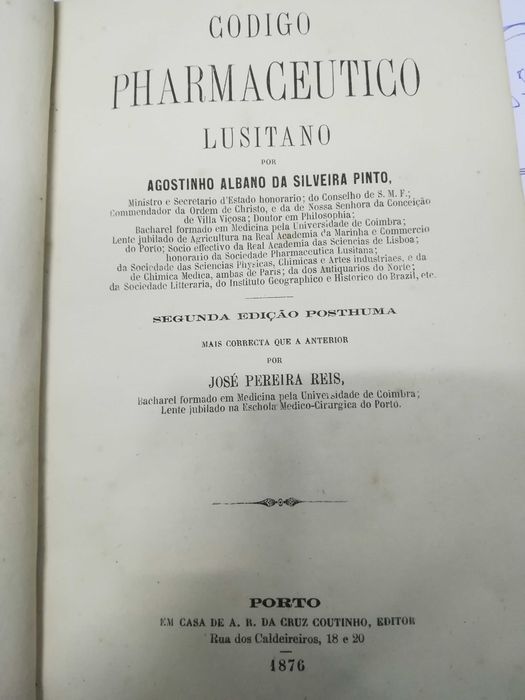 CODIGO
PHARMACEUTICO
LUSITANO
POR
AGOSTINHO ALBANO DA SILVEIRA PINTO,
Ministro e Secretario d'Estado honorario; do Conselho de S. M. F.;
Commendador da Ordem de Christo, e da de Nossa Senhora da Conceição
de Villa Viçosa; Doutor em Philosophia;
Bacharel formado em Medicina pela Universidade de Coimbra;
Lente jubilado de Agricultura na Real Academia da Marinha e Commercio
do Porto; Socio effectivo da Real Academia das Sciencias de Lisboa;
honorario da Sociedade Pharmaceutica Lusitana;
da Sociedade das Sciencias Physicas, Chimicas e Artes industriaes, e da
de Chimica Medica, ambas de Paris; da dos Antiquarios do Norte;
da Sociedade Litteraria, do Instituto Geographico e Historico do Brazil, etc.
SEGUNDA EDIÇÃO POSTHUMA
MAIS CORRECTA QUE A ANTERIOR
POR
JOSÉ PEREIRA REIS,
Bacharel formado em Medicina pela Universidade de Coimbra;
Lente jubilado na Eschola Medico-Cirurgica do Porto.
PORTO
EM CASA DE A. R. DA CRUZ COUTINHO, EDITOR
Rua dos Caldeireiros, 18 e 20
1876